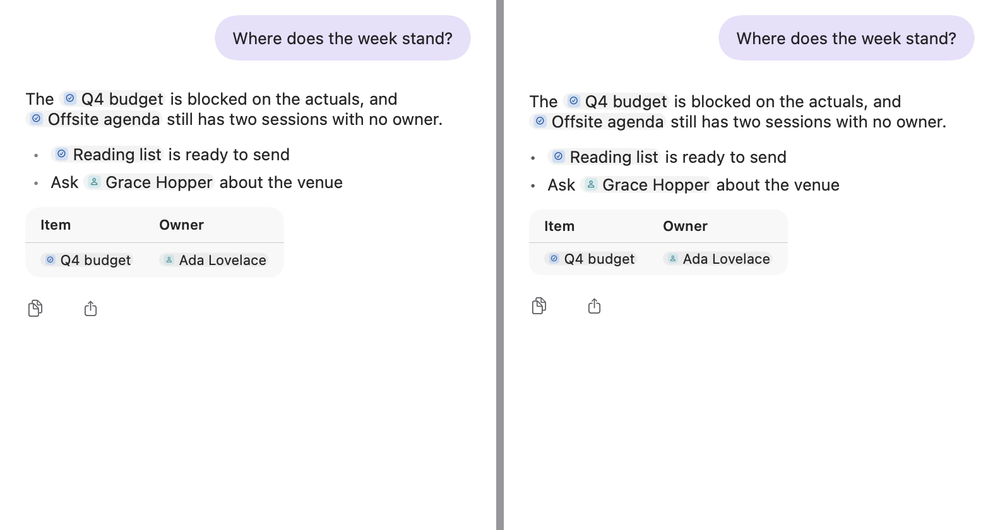 Where does the week stand?
The Q4 budget is blocked on the actuals, and
Offsite agenda still has two sessions with no owner.
• Reading list is ready to send
• Ask Grace Hopper about the venue
Item Owner
Q4 budget Ada Lovelace
Where does the week stand?
The Q4 budget is blocked on the actuals, and
Offsite agenda still has two sessions with no owner.
• Reading list is ready to send
• Ask Grace Hopper about the venue
Item Owner
Q4 budget Ada Lovelace